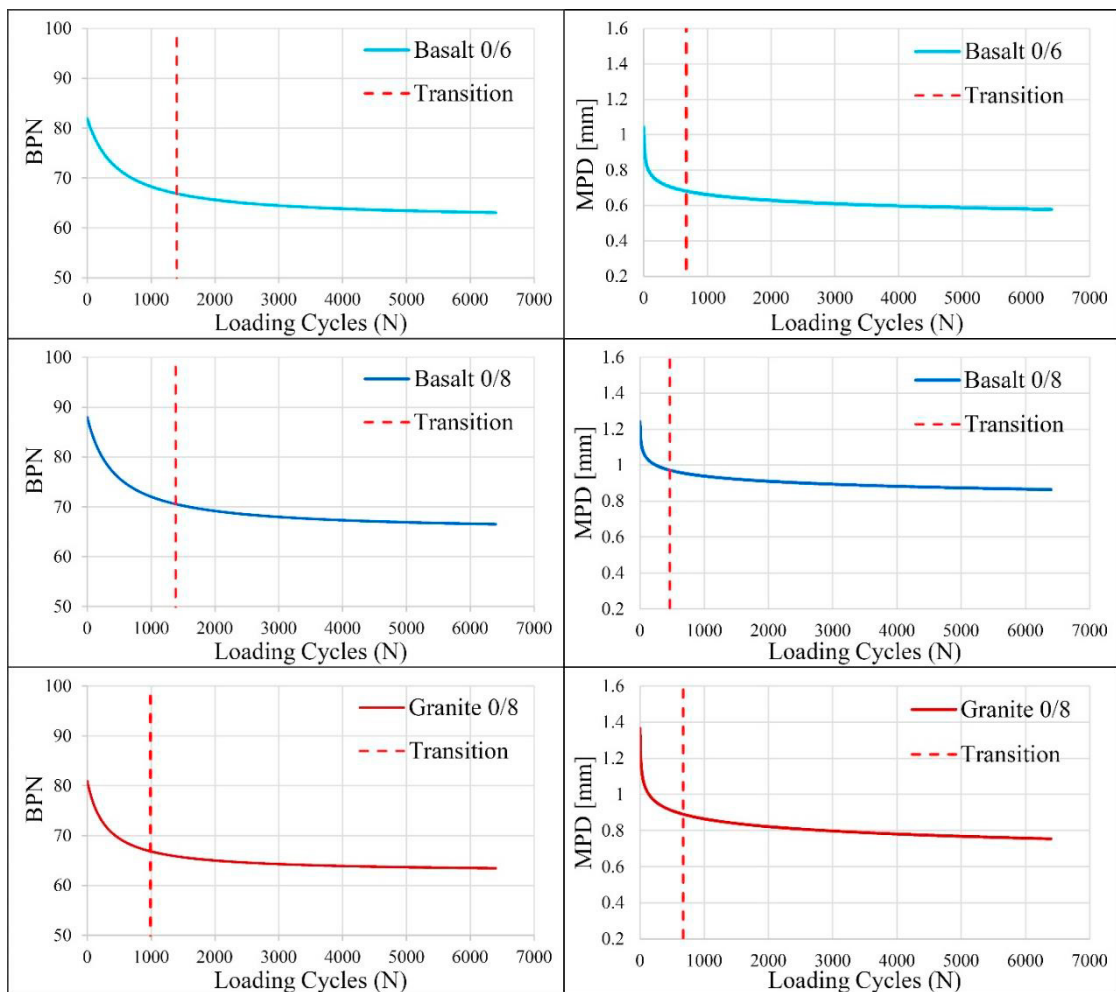 100
90
80
70
60
50
BPN
0 1000 2000 3000 4000 5000 6000 7000
Loading Cycles (N)
Basalt 0/6
Transition
1.6
1.4
1.2
1
0.8
0.6
0.4
0.2
MPD [mm]
0 1000 2000 3000 4000 5000 6000 7000
Loading Cycles (N)
Basalt 0/6
Transition
100
90
80
70
60
50
BPN
0 1000 2000 3000 4000 5000 6000 7000
Loading Cycles (N)
Basalt 0/8
Transition
1.6
1.4
1.2
1
0.8
0.6
0.4
0.2
MPD [mm]
0 1000 2000 3000 4000 5000 6000 7000
Loading Cycles (N)
Basalt 0/8
Transition
100
90
80
70
60
50
BPN
0 1000 2000 3000 4000 5000 6000 7000
Loading Cycles (N)
Granite 0/8
Transition
1.6
1.4
1.2
1
0.8
0.6
0.4
0.2
MPD [mm]
0 1000 2000 3000 4000 5000 6000 7000
Loading Cycles (N)
Granite 0/8
Transition